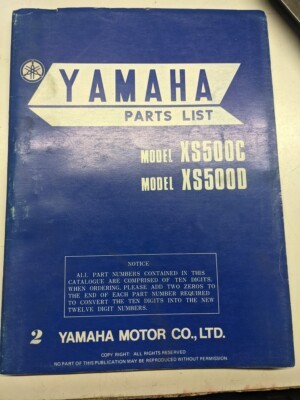 YAMAHA
PARTS LIST
MODEL XS500C
MODEL XS500D
NOTICE
ALL PART NUMBERS CONTAINED IN THIS
CATALOGUE ARE COMPRISED OF TEN DIGITS.
WHEN ORDERING, PLEASE ADD TWO ZEROS TO
THE END OF EACH PART NUMBER REQUIRED
TO CONVERT THE TEN DIGITS INTO THE NEW
TWELVE DIGIT NUMBERS.
2 YAMAHA MOTOR CO., LTD.
COPY RIGHT. ALL RIGHTS RESERVED
NO PART OF THIS PUBLICATION MAY BE REPRODUCED WITHOUT PERMISSION.